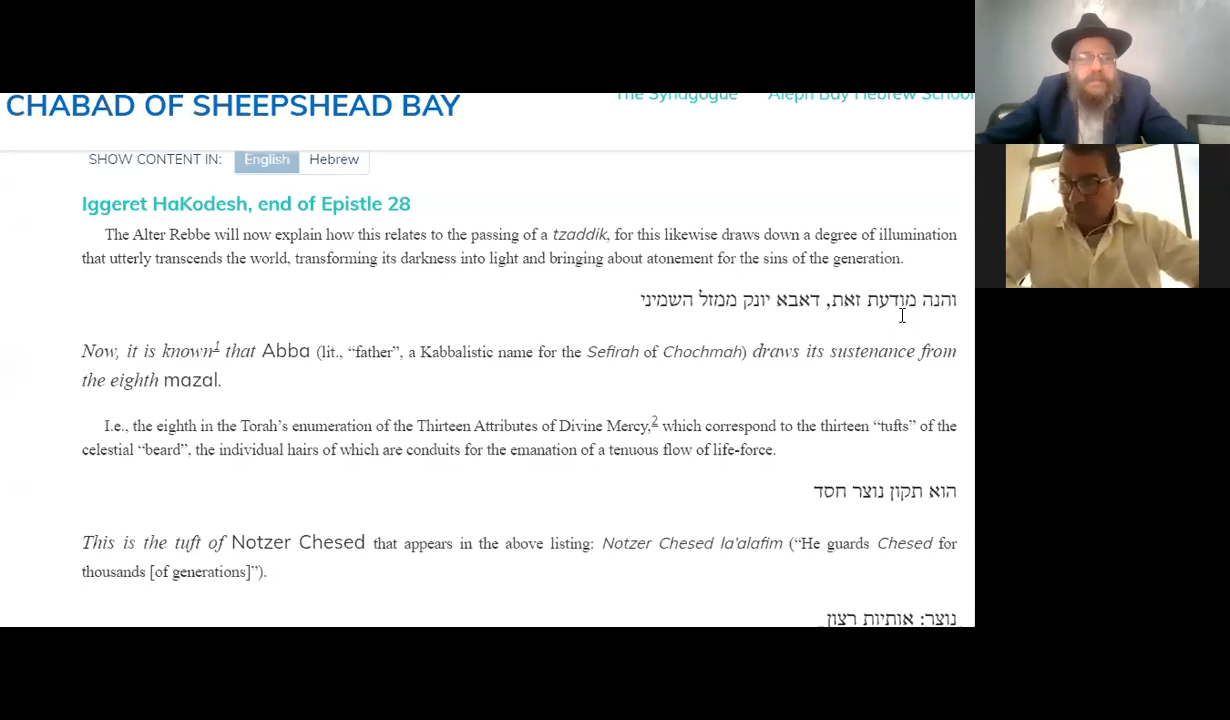 The Synagogue Aleph Bay Hebrew School
CHABAD OF SHEEPSHEAD BAY
SHOW CONTENT IN: English Hebrew
Iggeret HaKodesh, end of Epistle 28
The Alter Rebbe will now explain how this relates to the passing of a tzaddik, for this likewise draws down a degree of illumination
that utterly transcends the world, transforming its darkness into light and bringing about atonement for the sins of the generation.
והנה מודעת זאת, דאבא יונק ממזל השמיני
Now, it is known1 that Abba (lit., “father”, a Kabbalistic name for the Sefirah of Chochmah) draws its sustenance from
the eighth mazal.
I.e., the eighth in the Torah’s enumeration of the Thirteen Attributes of Divine Mercy,2 which correspond to the thirteen “tufts” of the
celestial “beard”, the individual hairs of which are conduits for the emanation of a tenuous flow of life-force.
הוא תקון נוצר חסד
This is the tuft of Notzer Chesed that appears in the above listing: Notzer Chesed la’alafim (“He guards Chesed for
thousands [of generations]”).
נוצר: אותיות רצון